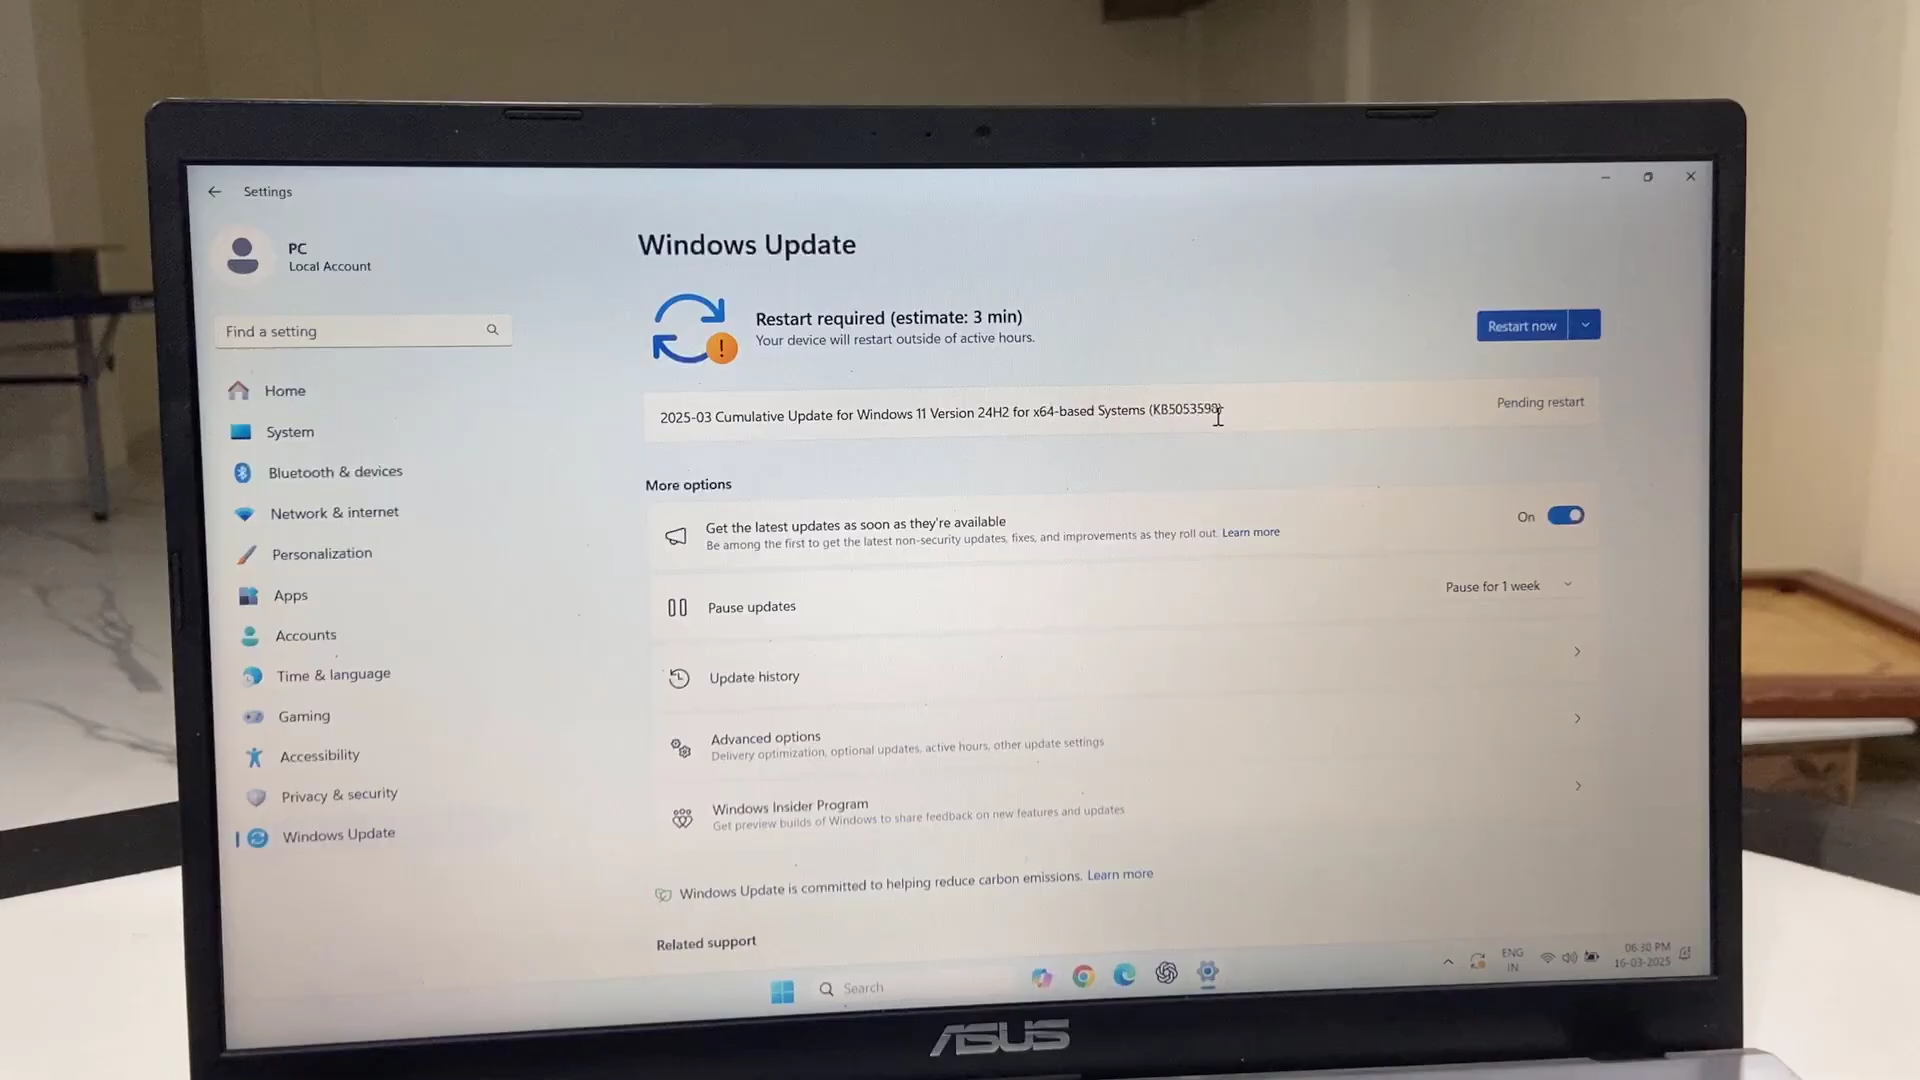 Settings
PC
Local Account
Find a setting
Home
System
Bluetooth & devices
Network & internet
Personalization
Apps
Accounts
Time & language
Gaming
Accessibility
Privacy & security
Windows Update
Windows Update
Restart required (estimate: 3 min)
Your device will restart outside of active hours.
Restart now
2025-03 Cumulative Update for Windows 11 Version 24H2 for x64-based Systems (KB5053598)
Pending restart
More options
Get the latest updates as soon as they're available
Be among the first to get the latest non-security updates, fixes, and improvements as they roll out. Learn more
On
Pause updates
Pause for 1 week
Update history
Advanced options
Delivery optimization, optional updates, active hours, other update settings
Windows Insider Program
Get preview builds of Windows to share feedback on new features and updates
Windows Update is committed to helping reduce carbon emissions. Learn more
Related support
Search
ENG
IN
06:30 PM
16-03-2025
ASUS